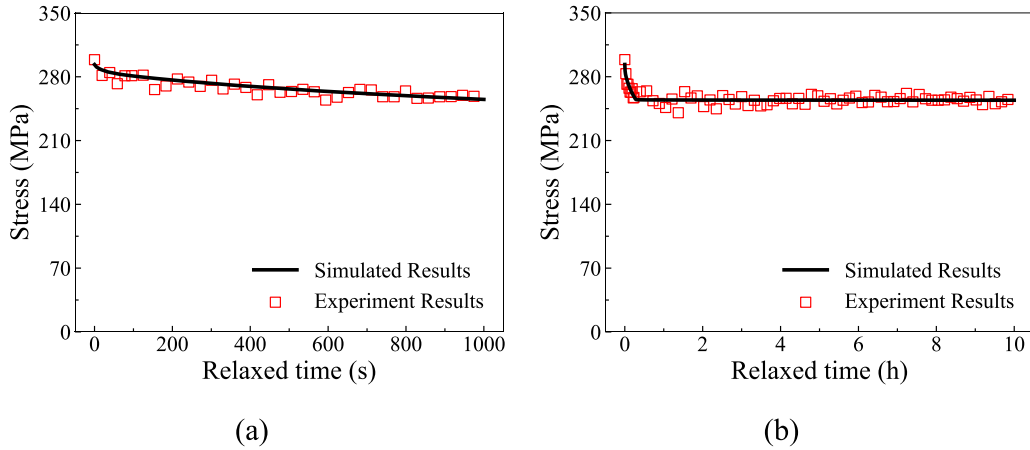 350
280
210
140
70
0
Stress (MPa)
Simulated Results
Experiment Results
0 200 400 600 800 1000
Relaxed time (s)
(a)
350
280
210
140
70
0
Stress (MPa)
Simulated Results
Experiment Results
0 2 4 6 8 10
Relaxed time (h)
(b)